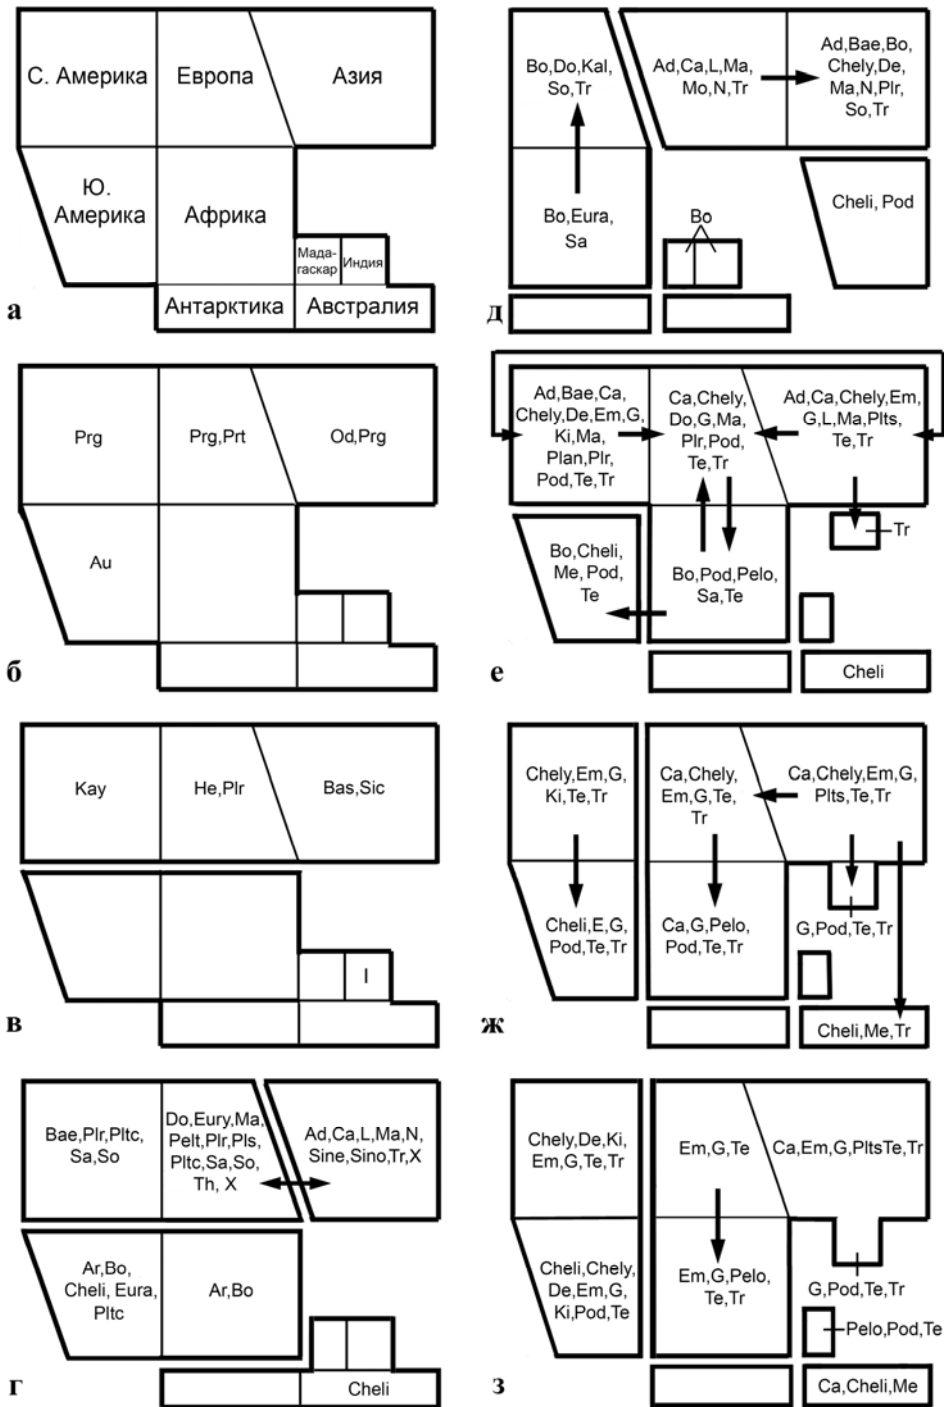 С. Америка
Европа
Азия
Ю.
Америка
Африка
Мада-
гаскар
Индия
Антарктика
Австралия
а
Prg
Prg,Prt
Od,Prg
Au
б
Kay
He,Plr
Bas,Sic
I
в
Bae,Plr,Pltc,
Sa,So
Do,Eury,Ma,
Pelt,Plr,Pls,
Pltc,Sa,So,
Th, X
Ad,Ca,L,Ma,N,
Sine,Sino,Tr,X
Ar,Bo,
Cheli, Eura,
Pltc
Ar,Bo
Cheli
г
Bo,Do,Kal,
So,Tr
Ad,Ca,L,Ma,
Mo,N,Tr
Ad,Bae,Bo,
Chely,De,
Ma,N,Plr,
So,Tr
Bo,Eura,
Sa
Bo
Cheli, Pod
д
Ad,Bae,Ca,
Chely,De,Em,G,
Ki,Ma,
Plan,Plr,
Pod,Te,Tr
Ca,Chely,
Do,G,Ma,
Plr,Pod,
Te,Tr
Ad,Ca,Chely,Em,
G,L,Ma,Plts,
Te,Tr
Tr
Bo,Cheli,
Me,Pod,
Te
Bo,Pod,Pelo,
Sa,Te
Cheli
е
Chely,Em,G,
Ki,Te,Tr
Ca,Chely,
Em,G,Te,
Tr
Ca,Chely,Em,G,
Plts,Te,Tr
Cheli,E,G,
Pod,Te,Tr
Ca,G,Pelo,
Pod,Te,Tr
G,Pod,Te,Tr
Cheli,Me,Tr
ж
Chely,De,Ki,
Em,G,Te,Tr
Em,G,Te
Ca,Em,G,PltsTe,Tr
Cheli,Chely,
De,Em,G,
Ki,Pod,Te
Em,G,Pelo,
Te,Tr
G,Pod,Te,Tr
Pelo,Pod,Te
Ca,Cheli,Me
з